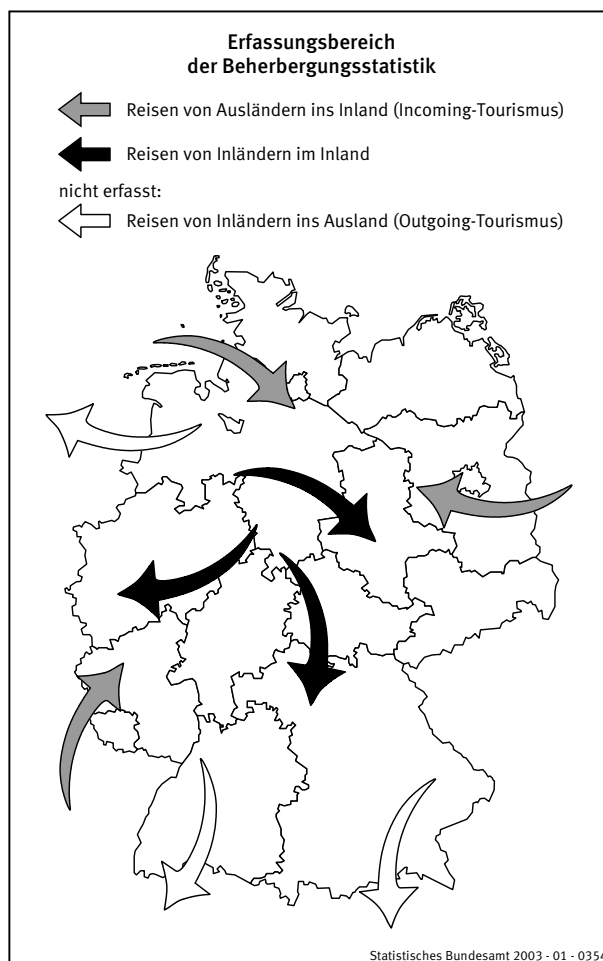 Erfassungsbereich
der Beherbergungsstatistik
Reisen von Ausländern ins Inland (Incoming-Tourismus)
Reisen von Inländern im Inland
nicht erfasst:
Reisen von Inländern ins Ausland (Outgoing-Tourismus)
Statistisches Bundesamt 2003 - 01 - 0354